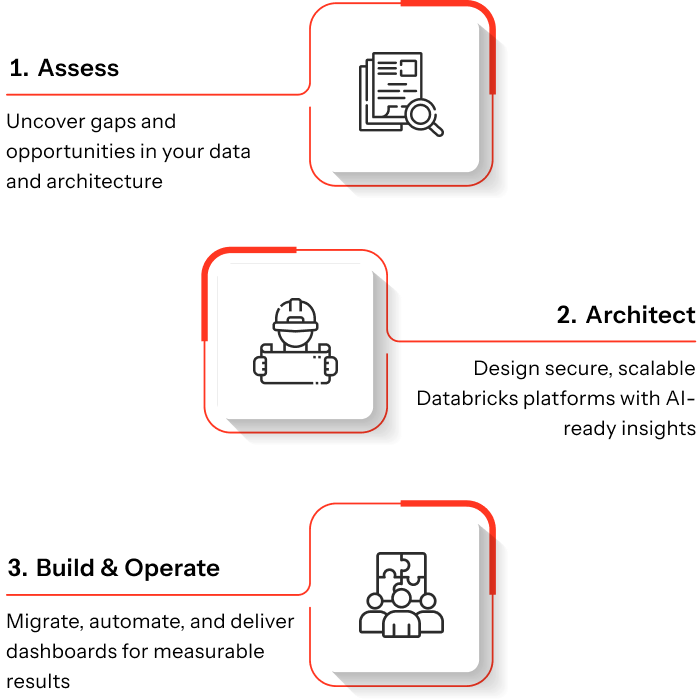 1. Assess
Uncover gaps and
opportunities in your data
and architecture
2. Architect
Design secure, scalable
Databricks platforms with AI-
ready insights
3. Build & Operate
Migrate, automate, and deliver
dashboards for measurable
results